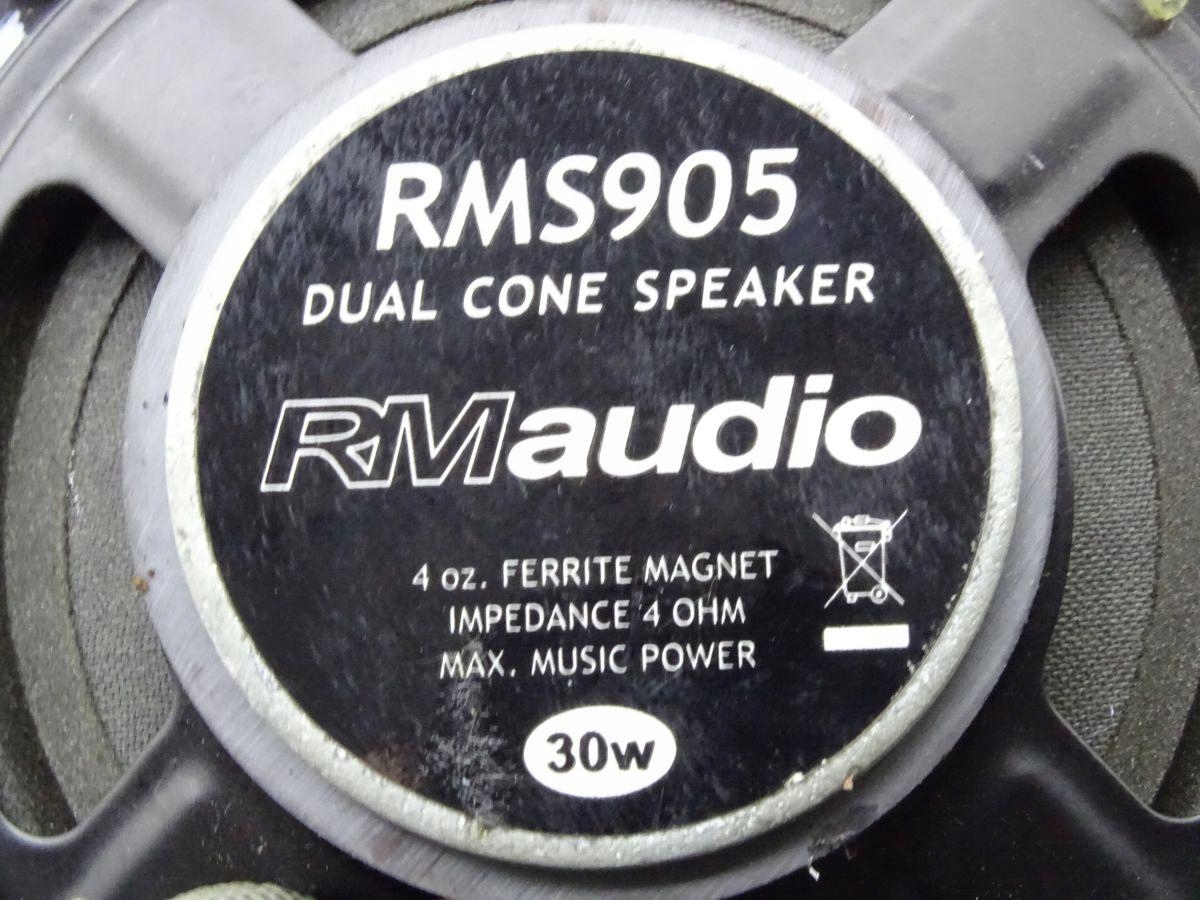 RMS905
DUAL CONE SPEAKER
RMaudio
4 oz. FERRITE MAGNET
IMPEDANCE 4 OHM
MAX. MUSIC POWER
30w